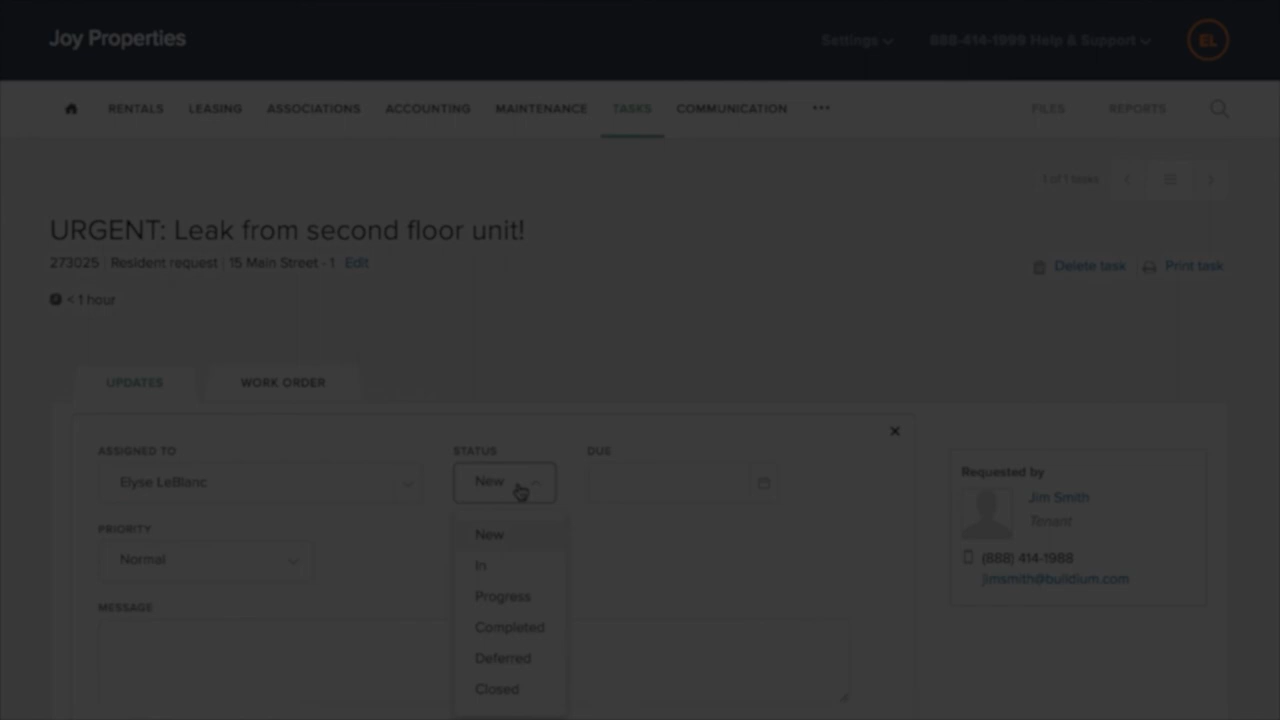 Joy Properties
Settings
888-414-1999 Help & Support
EL
RENTALS LEASING ASSOCIATIONS ACCOUNTING MAINTENANCE TASKS COMMUNICATION ••• FILES REPORTS
1 of 1 tasks
URGENT: Leak from second floor unit!
273025 | Resident request | 15 Main Street - 1 Edit
Delete task | Print task
< 1 hour
UPDATES WORK ORDER
ASSIGNED TO STATUS DUE
Elyse LeBlanc New
PRIORITY
Normal
MESSAGE
New
In
Progress
Completed
Deferred
Closed
Requested by
Jim Smith
Tenant
(888) 414-1988
jimsmith@buildium.com